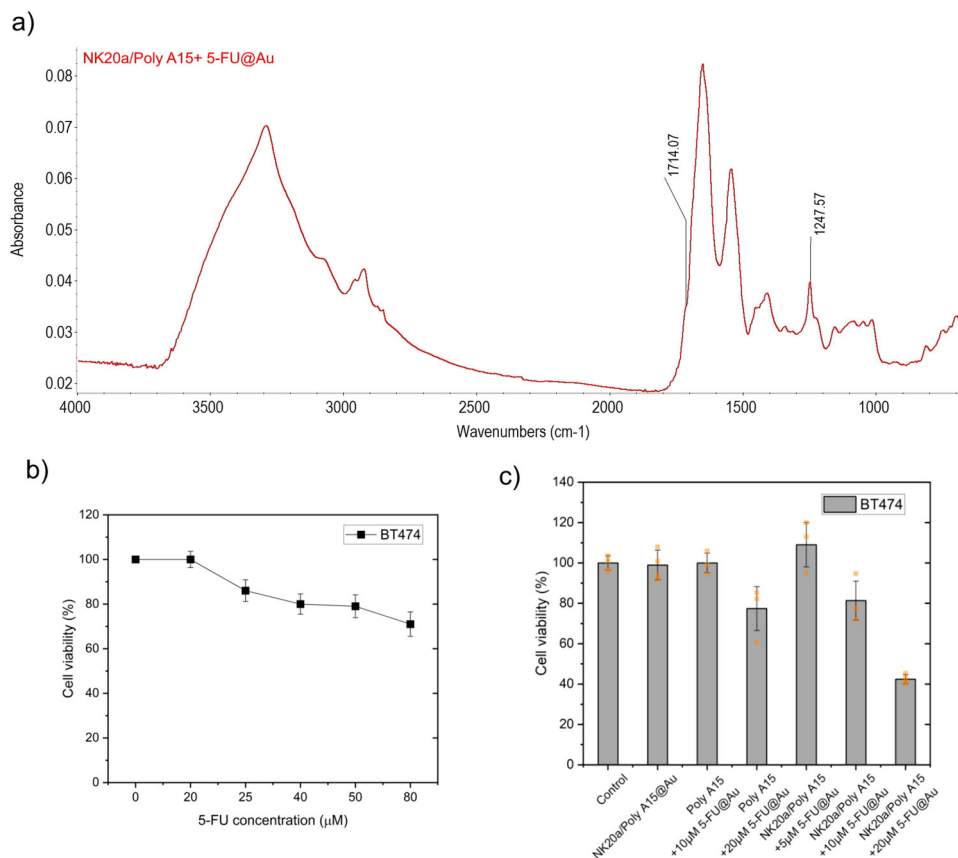 a)
NK20a/Poly A15+ 5-FU@Au
0.08
0.07
0.06
0.05
0.04
0.03
0.02
Absorbance
1714.07
1247.57
4000 3500 3000 2500 2000 1500 1000
Wavenumbers (cm-1)
b)
120
100
80
60
40
20
0
Cell viability (%)
BT474
0 20 25 40 50 80
5-FU concentration (μM)
c)
140
120
100
80
60
40
20
0
Cell viability (%)
BT474
Control
NK20a/Poly A15@Au
Poly A15
+10μM 5-FU@Au
Poly A15
+20μM 5-FU@Au
NK20a/Poly A15
+5μM 5-FU@Au
NK20a/Poly A15
+10μM 5-FU@Au
NK20a/Poly A15
+20μM 5-FU@Au